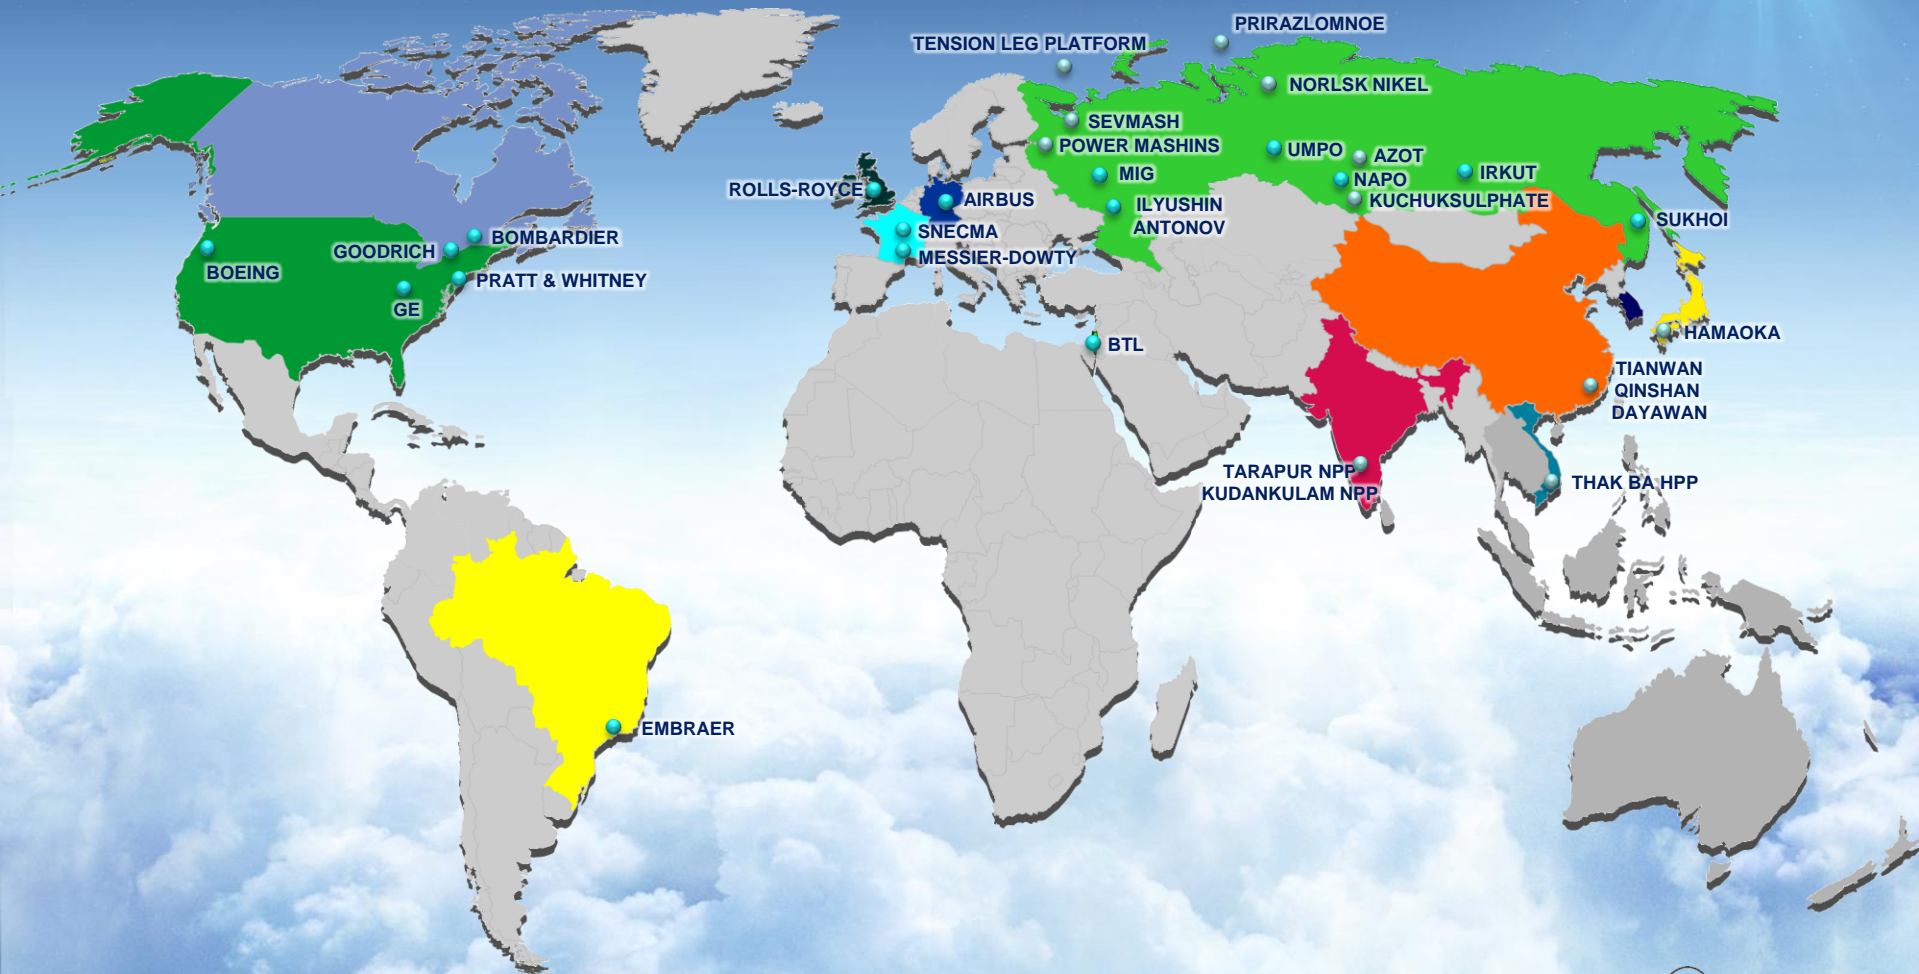 PRIRAZLOMNOE
TENSION LEG PLATFORM
NORLSK NIKEL
SEVMASH
POWER MASHINS
UMPO
AZOT
MIG
NAPO
IRKUT
KUCHUKSULPHATE
ROLLS-ROYCE
AIRBUS
ILYUSHIN
ANTONOV
SUKHOI
SNECMA
MESSIER-DOWTY
BOMBARDIER
GOODRICH
BOEING
PRATT & WHITNEY
GE
BTL
HAMAOKA
TIANWAN
QINSHAN
DAYAWAN
TARAPUR NPP
KUDANKULAM NPP
THAK BA HPP
EMBRAER